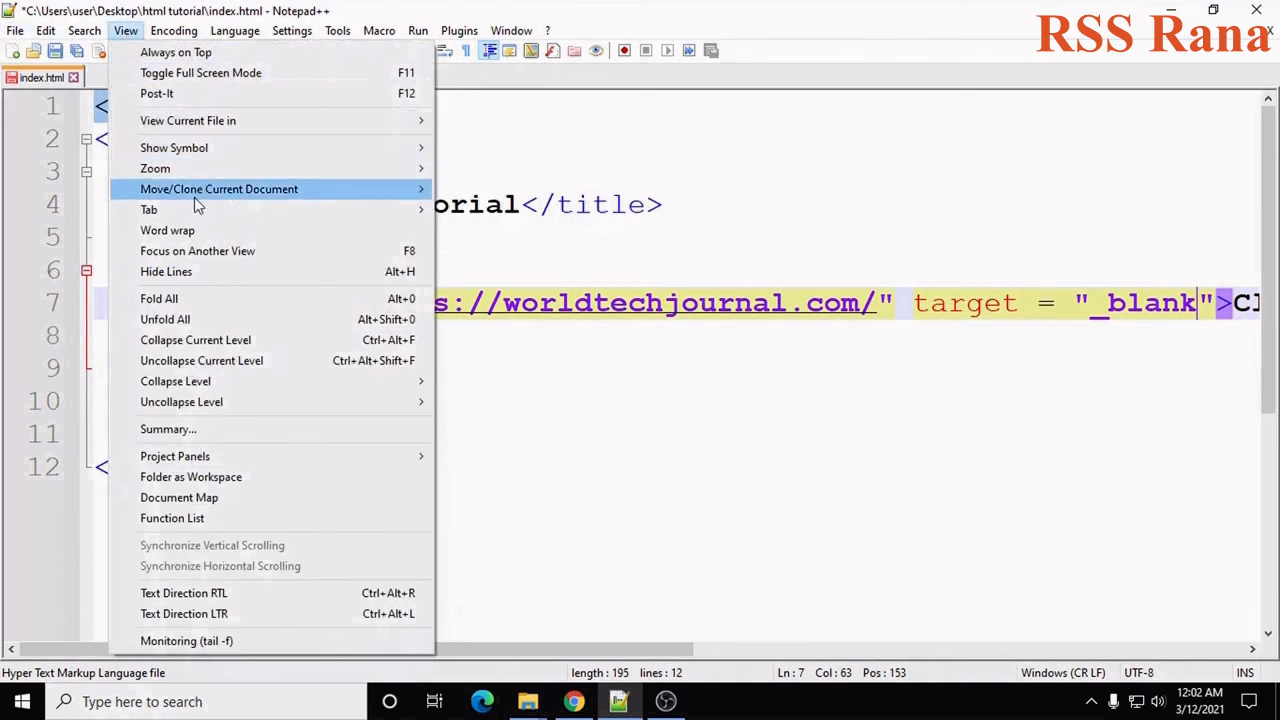 *C:\Users\user\Desktop\html tutorial\index.html - Notepad++
RSS Rana
File Edit Search View Encoding Language Settings Tools Macro Run Plugins Window ? X
index.html
Always on Top
Toggle Full Screen Mode F11
Post-It F12
View Current File in
Show Symbol
Zoom
Move/Clone Current Document
Tab
Word wrap
Focus on Another View F8
Hide Lines Alt+H
Fold All Alt+0
Unfold All Alt+Shift+0
Collapse Current Level Ctrl+Alt+F
Uncollapse Current Level Ctrl+Alt+Shift+F
Collapse Level
Uncollapse Level
Summary...
Project Panels
Folder as Workspace
Document Map
Function List
Synchronize Vertical Scrolling
Synchronize Horizontal Scrolling
Text Direction RTL Ctrl+Alt+R
Text Direction LTR Ctrl+Alt+L
Monitoring (tail -f)
1 <
2 <
3
4 orial</title>
5
6
7 s://worldtechjournal.com/" target = "_blank">Cl
8
9
10
11
12 <
Hyper Text Markup Language file length : 195 lines : 12 Ln : 7 Col : 63 Pos : 153 Windows (CR LF) UTF-8 INS
Type here to search
12:02 AM
3/12/2021